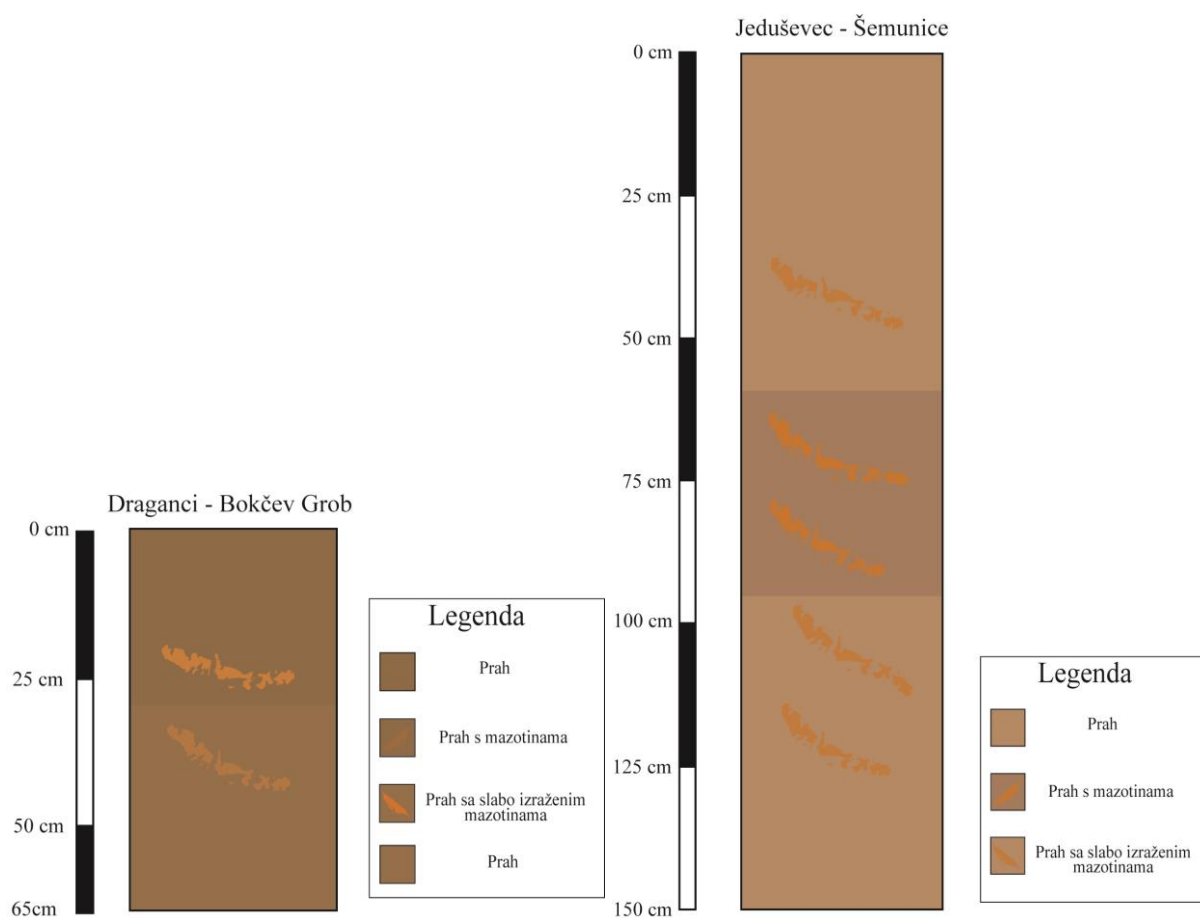 Draganci - Bokčev Grob
0 cm
25 cm
50 cm
65cm
Legenda
Prah
Prah s mazotinama
Prah sa slabo izraženim
mazotinama
Prah
Jeduševec - Šemunice
0 cm
25 cm
50 cm
75 cm
100 cm
125 cm
150 cm
Legenda
Prah
Prah s mazotinama
Prah sa slabo izraženim
mazotinama